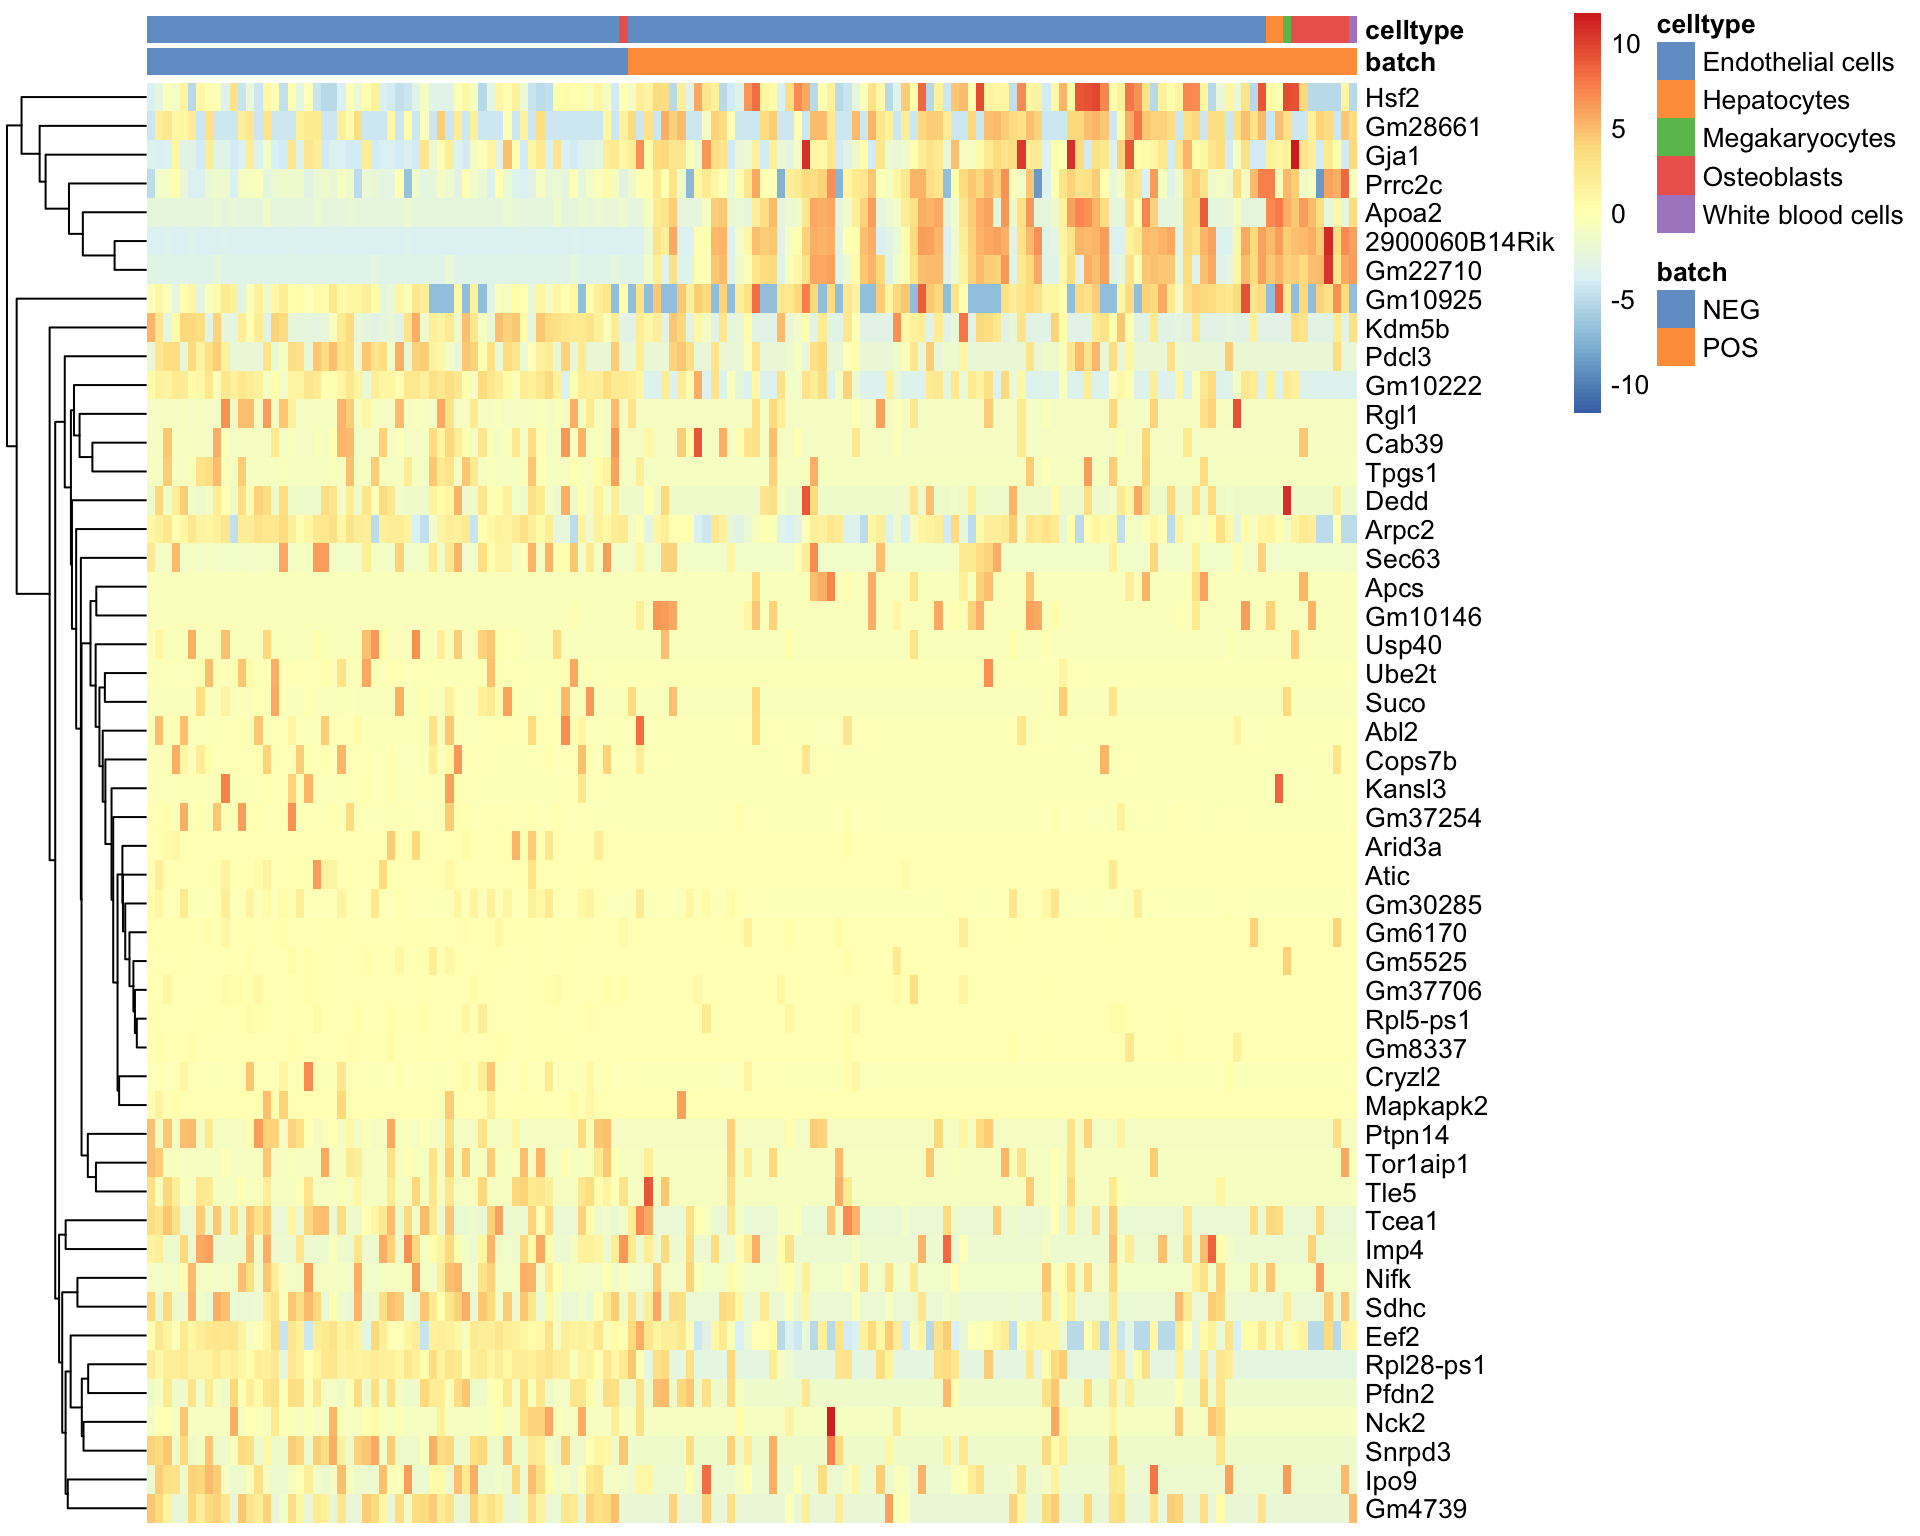 celltype
batch
Hsf2
Gm28661
Gja1
Prrc2c
Apoa2
2900060B14Rik
Gm22710
Gm10925
Kdm5b
Pdcl3
Gm10222
Rgl1
Cab39
Tpgs1
Dedd
Arpc2
Sec63
Apcs
Gm10146
Usp40
Ube2t
Suco
Abl2
Cops7b
Kansl3
Gm37254
Arid3a
Atic
Gm30285
Gm6170
Gm5525
Gm37706
Rpl5-ps1
Gm8337
Cryzl2
Mapkapk2
Ptpn14
Tor1aip1
Tle5
Tcea1
Imp4
Nifk
Sdhc
Eef2
Rpl28-ps1
Pfdn2
Nck2
Snrpd3
Ipo9
Gm4739
10
5
0
-5
-10
celltype
Endothelial cells
Hepatocytes
Megakaryocytes
Osteoblasts
White blood cells
batch
NEG
POS